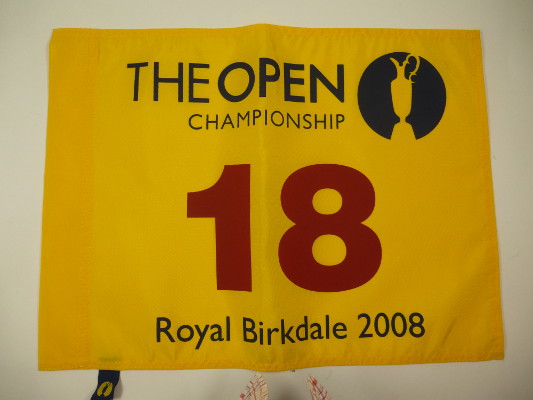 THE OPEN
CHAMPIONSHIP
18
Royal Birkdale 2008